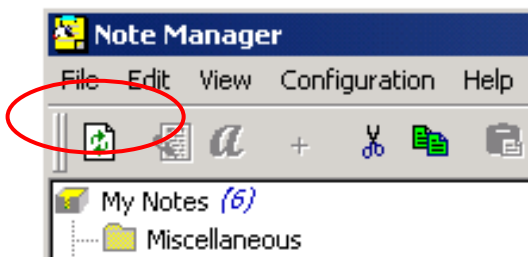 Note Manager
File Edit View Configuration Help
a +
My Notes (6)
Miscellaneous